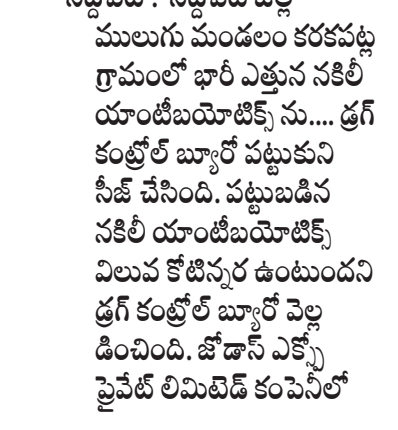 ములుగు మండలం కరకపట్ల
గ్రామంలో భారీ ఎత్తున నకిలీ
యాంటీబయోటిక్స్ ను.... డ్రగ్
కంట్రోల్ బ్యూరో పట్టుకుని
సీజ్ చేసింది. పట్టుబడిన
నకిలీ యాంటీబయోటిక్స్
విలువ కోటిన్నర ఉంటుందని
డ్రగ్ కంట్రోల్ బ్యూరో వెల్ల
డించింది. జోడాస్ ఎక్స్పో
ప్రైవేట్ లిమిటెడ్ కంపెనీలో